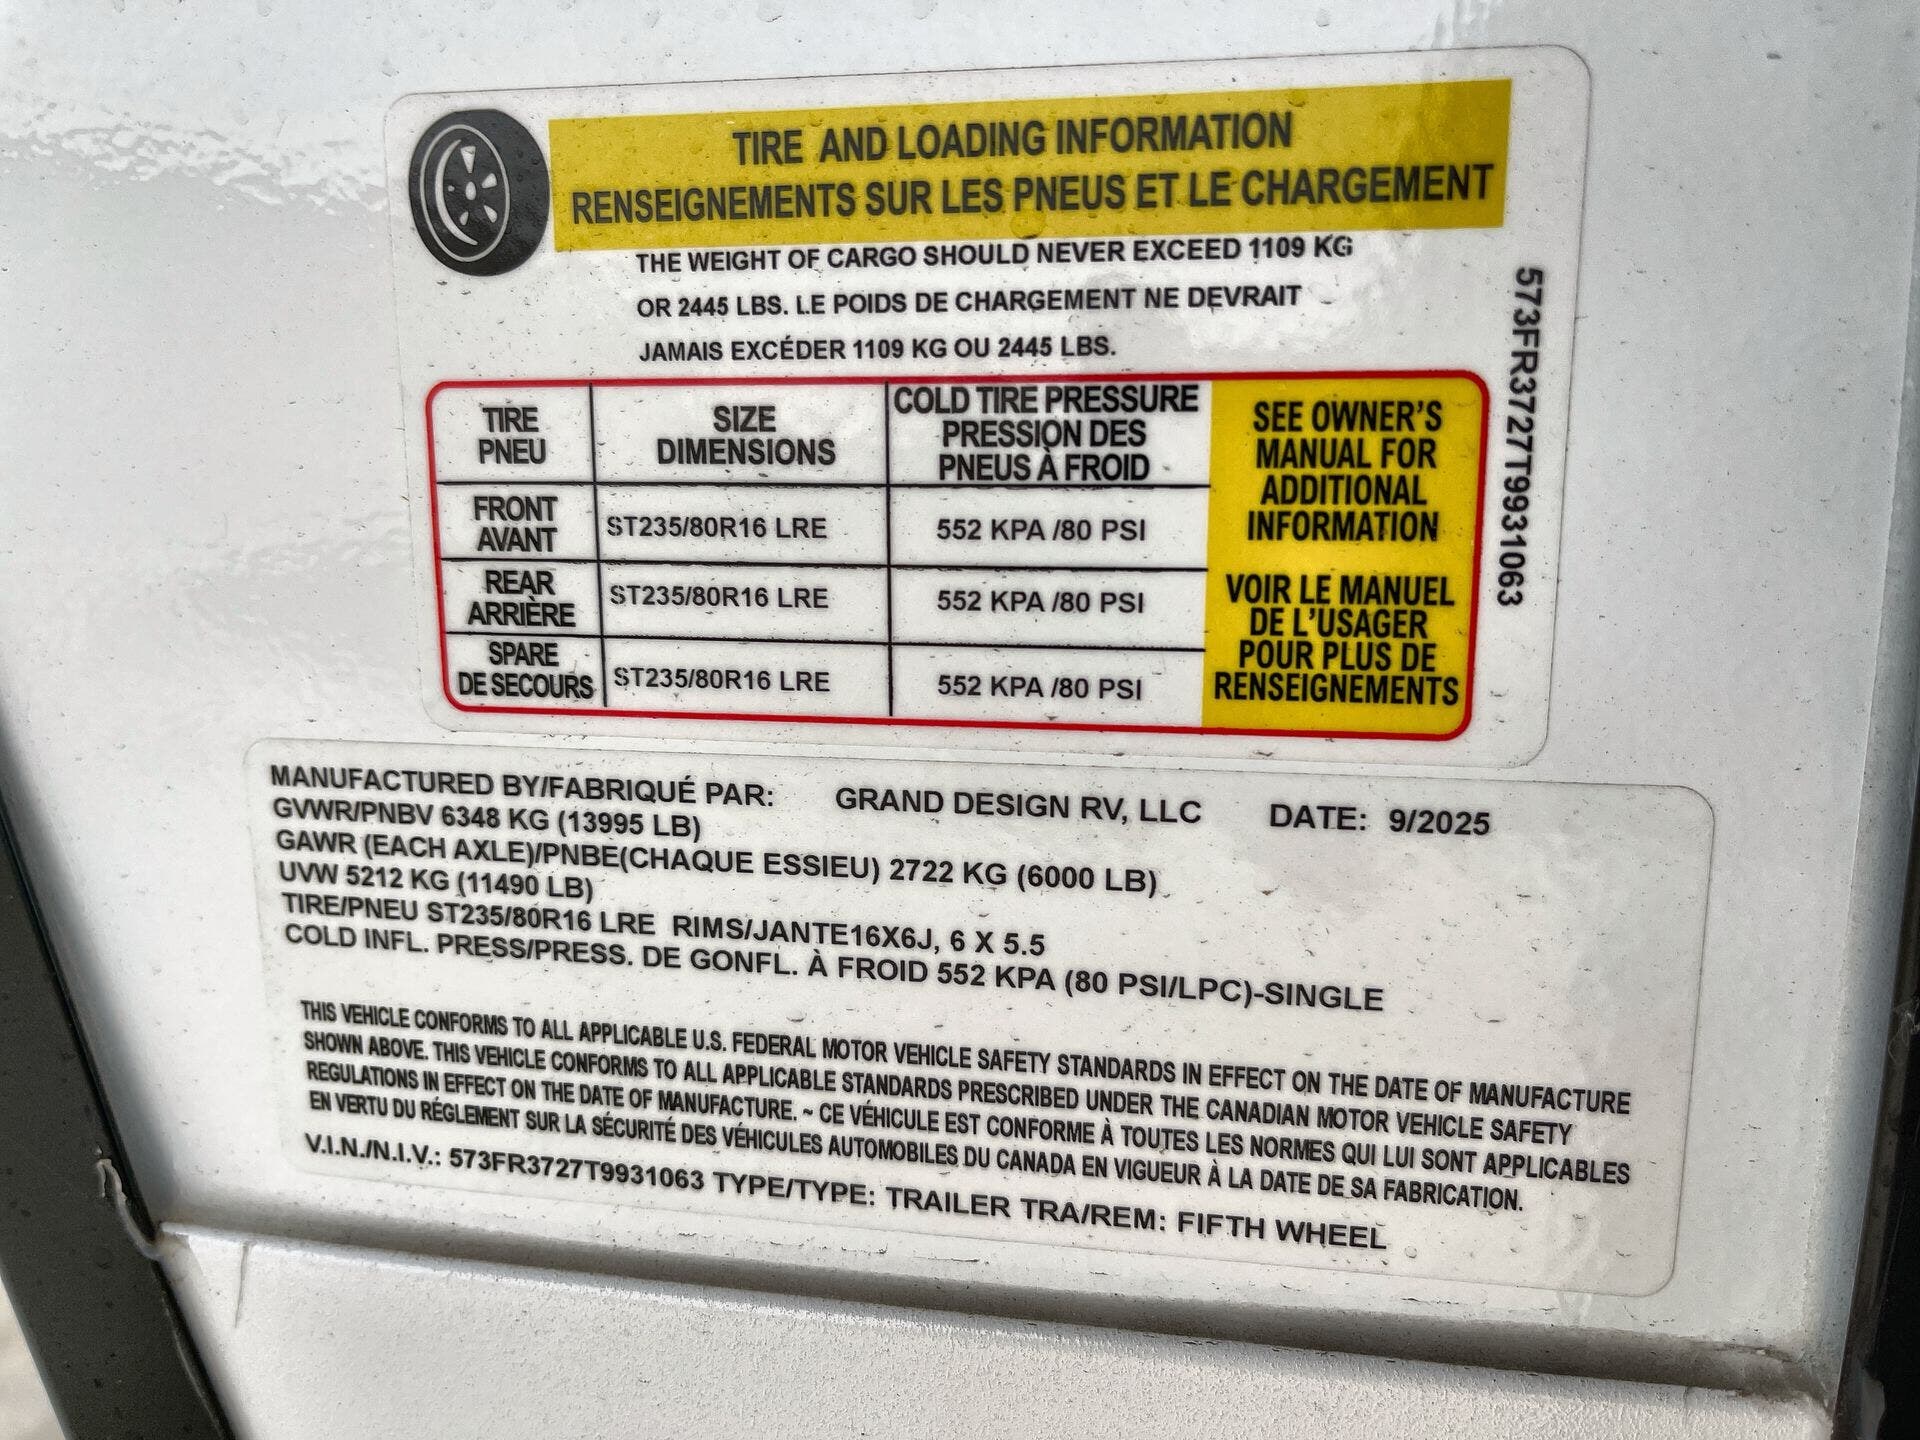 TIRE AND LOADING INFORMATION
RENSEIGNEMENTS SUR LES PNEUS ET LE CHARGEMENT
THE WEIGHT OF CARGO SHOULD NEVER EXCEED 1109 KG
OR 2445 LBS. LE POIDS DE CHARGEMENT NE DEVRAIT
JAMAIS EXCÉDER 1109 KG OU 2445 LBS.
TIRE
PNEU
SIZE
DIMENSIONS
COLD TIRE PRESSURE
PRESSION DES
PNEUS À FROID
FRONT
AVANT
ST235/80R16 LRE
552 KPA /80 PSI
REAR
ARRIÈRE
ST235/80R16 LRE
552 KPA /80 PSI
SPARE
DE SECOURS
ST235/80R16 LRE
552 KPA /80 PSI
SEE OWNER'S
MANUAL FOR
ADDITIONAL
INFORMATION
VOIR LE MANUEL
DE L'USAGER
POUR PLUS DE
RENSEIGNEMENTS
573FR3727T9931063
MANUFACTURED BY/FABRIQUÉ PAR: GRAND DESIGN RV, LLC DATE: 9/2025
GVWR/PNBV 6348 KG (13995 LB)
GAWR (EACH AXLE)/PNBE(CHAQUE ESSIEU) 2722 KG (6000 LB)
UVW 5212 KG (11490 LB)
TIRE/PNEU ST235/80R16 LRE RIMS/JANTE16X6J, 6 X 5.5
COLD INFL. PRESS/PRESS. DE GONFL. À FROID 552 KPA (80 PSI/LPC)-SINGLE
THIS VEHICLE CONFORMS TO ALL APPLICABLE U.S. FEDERAL MOTOR VEHICLE SAFETY STANDARDS IN EFFECT ON THE DATE OF MANUFACTURE
SHOWN ABOVE. THIS VEHICLE CONFORMS TO ALL APPLICABLE STANDARDS PRESCRIBED UNDER THE CANADIAN MOTOR VEHICLE SAFETY
REGULATIONS IN EFFECT ON THE DATE OF MANUFACTURE. ~ CE VÉHICULE EST CONFORME À TOUTES LES NORMES QUI LUI SONT APPLICABLES
EN VERTU DU RÉGLEMENT SUR LA SÉCURITÉ DES VÉHICULES AUTOMOBILES DU CANADA EN VIGUEUR À LA DATE DE SA FABRICATION.
V.I.N./N.I.V.: 573FR3727T9931063 TYPE/TYPE: TRAILER TRA/REM: FIFTH WHEEL